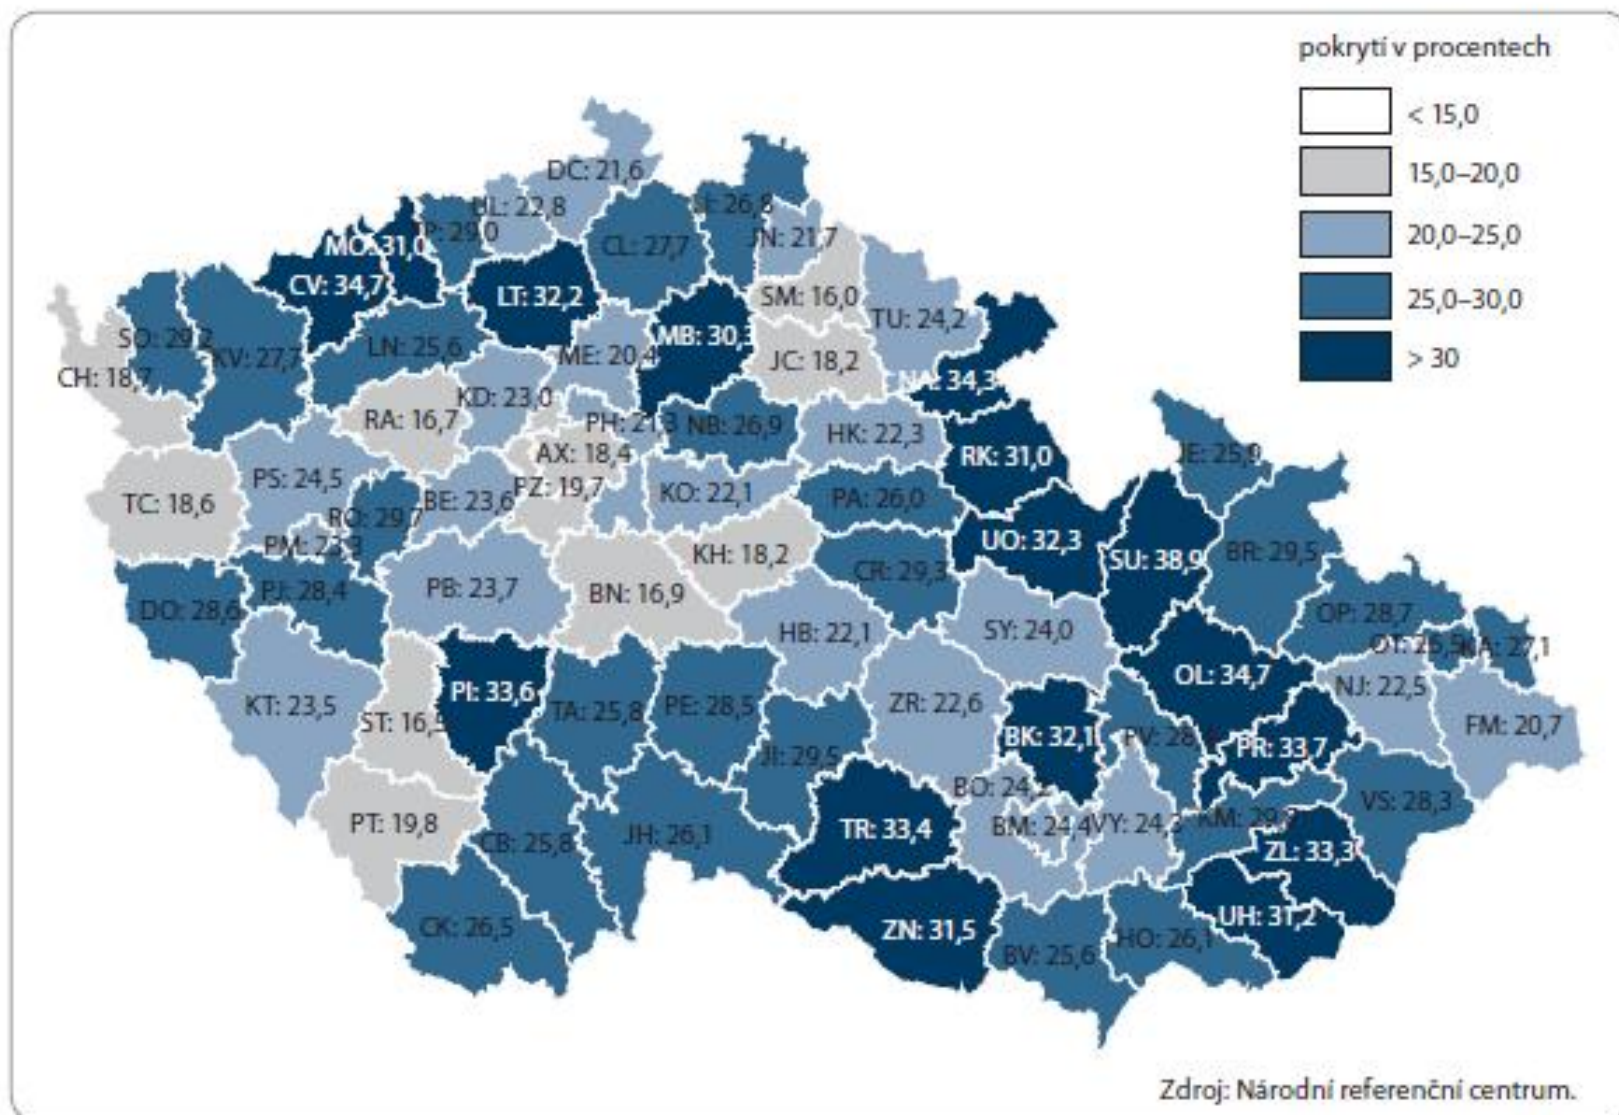 pokrytí v procentech
< 15,0
15,0–20,0
20,0–25,0
25,0–30,0
> 30
DC: 21,6
UL: 22,8
LI: 26,8
MO: 31,0
TP: 29,0
CL: 27,7
JN: 21,7
CV: 34,7
LT: 32,2
SM: 16,0
TU: 24,2
SO: 29,2
KV: 27,7
LN: 25,6
ME: 20,4
MB: 30,3
JC: 18,2
CH: 18,7
NA: 34,3
KD: 23,0
RA: 16,7
PH: 21,3
NB: 26,9
HK: 22,3
AX: 18,4
RK: 31,0
JE: 25,9
PS: 24,5
PZ: 19,7
KO: 22,1
PA: 26,0
TC: 18,6
BE: 23,6
RO: 29,7
PM: 23,3
UO: 32,3
SU: 38,9
BR: 29,5
KH: 18,2
CR: 29,3
PJ: 28,4
PB: 23,7
BN: 16,9
DO: 28,6
OP: 28,7
HB: 22,1
SY: 24,0
OT: 25,5
KA: 27,1
OL: 34,7
NJ: 22,5
PI: 33,6
KT: 23,5
ST: 16,5
TA: 25,8
PE: 28,5
ZR: 22,6
FM: 20,7
JI: 29,5
BK: 32,1
PV:
PR: 33,7
BO: 24,2
VS: 28,3
PT: 19,8
CB: 25,8
JH: 26,1
TR: 33,4
BM: 24,4
VY: 24,3
KM:
ZL: 33,3
CK: 26,5
ZN: 31,5
BV: 25,6
HO: 26,1
UH: 31,2
Zdroj: Národní referenční centrum.